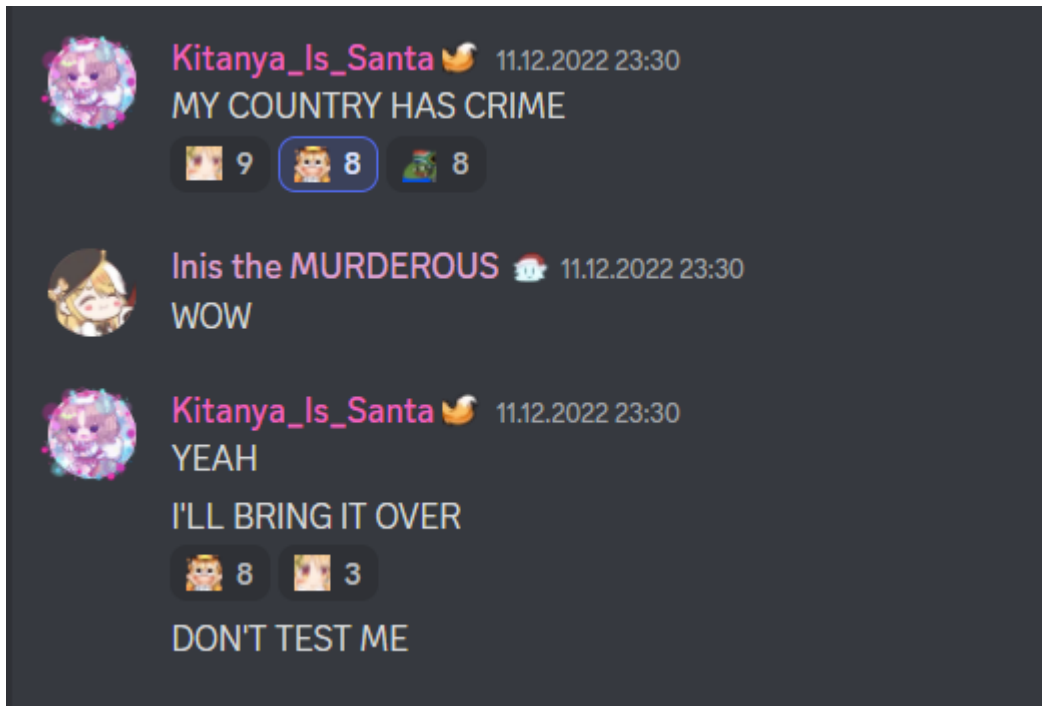 Kitanya_Is_Santa 11.12.2022 23:30
MY COUNTRY HAS CRIME
9 8 8
Inis the MURDEROUS 11.12.2022 23:30
WOW
Kitanya_Is_Santa 11.12.2022 23:30
YEAH
I'LL BRING IT OVER
8 3
DON'T TEST ME